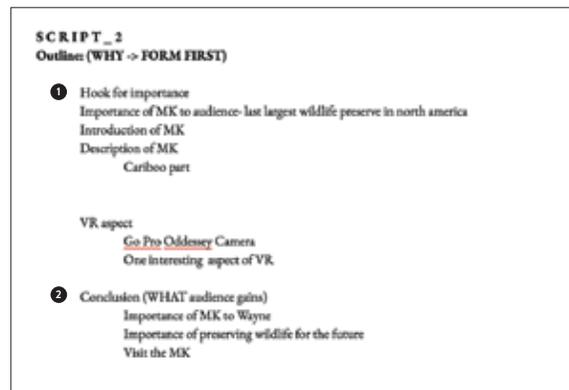 SCRIPT_2
Outline: (WHY -> FORM FIRST)
1 Hook for importance
Importance of MK to audience- last largest wildlife preserve in north america
Introduction of MK
Description of MK
Cariboo part
VR aspect
Go Pro Oddessey Camera
One interesting aspect of VR
2 Conclusion (WHAT audience gains)
Importance of MK to Wayne
Importance of preserving wildlife for the future
Visit the MK